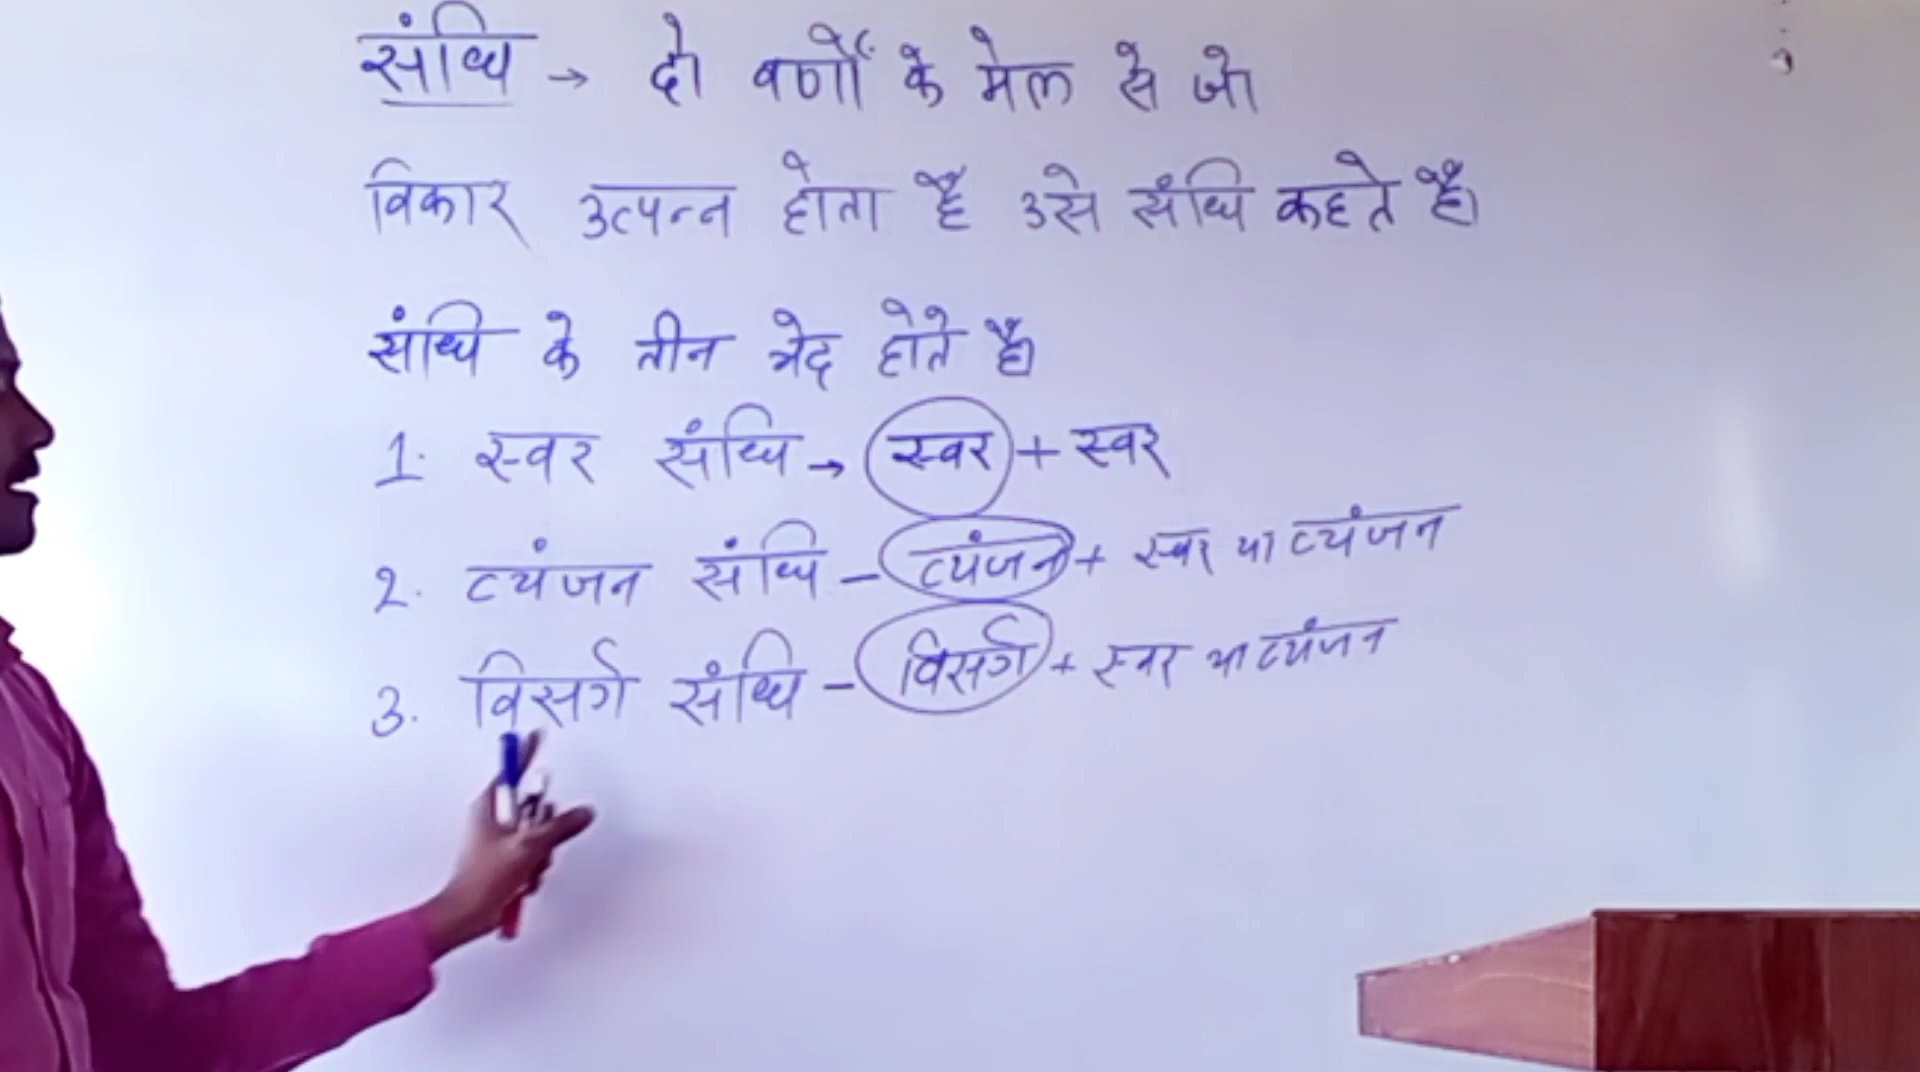 संधि → दो वर्णों के मेल से जो
विकार उत्पन्न होता है उसे संधि कहते है।
संधि के तीन भेद होते है।
1. स्वर संधि → स्वर + स्वर
2. व्यंजन संधि - व्यंजन + स्वर या व्यंजन
3. विसर्ग संधि - विसर्ग + स्वर या व्यंजन